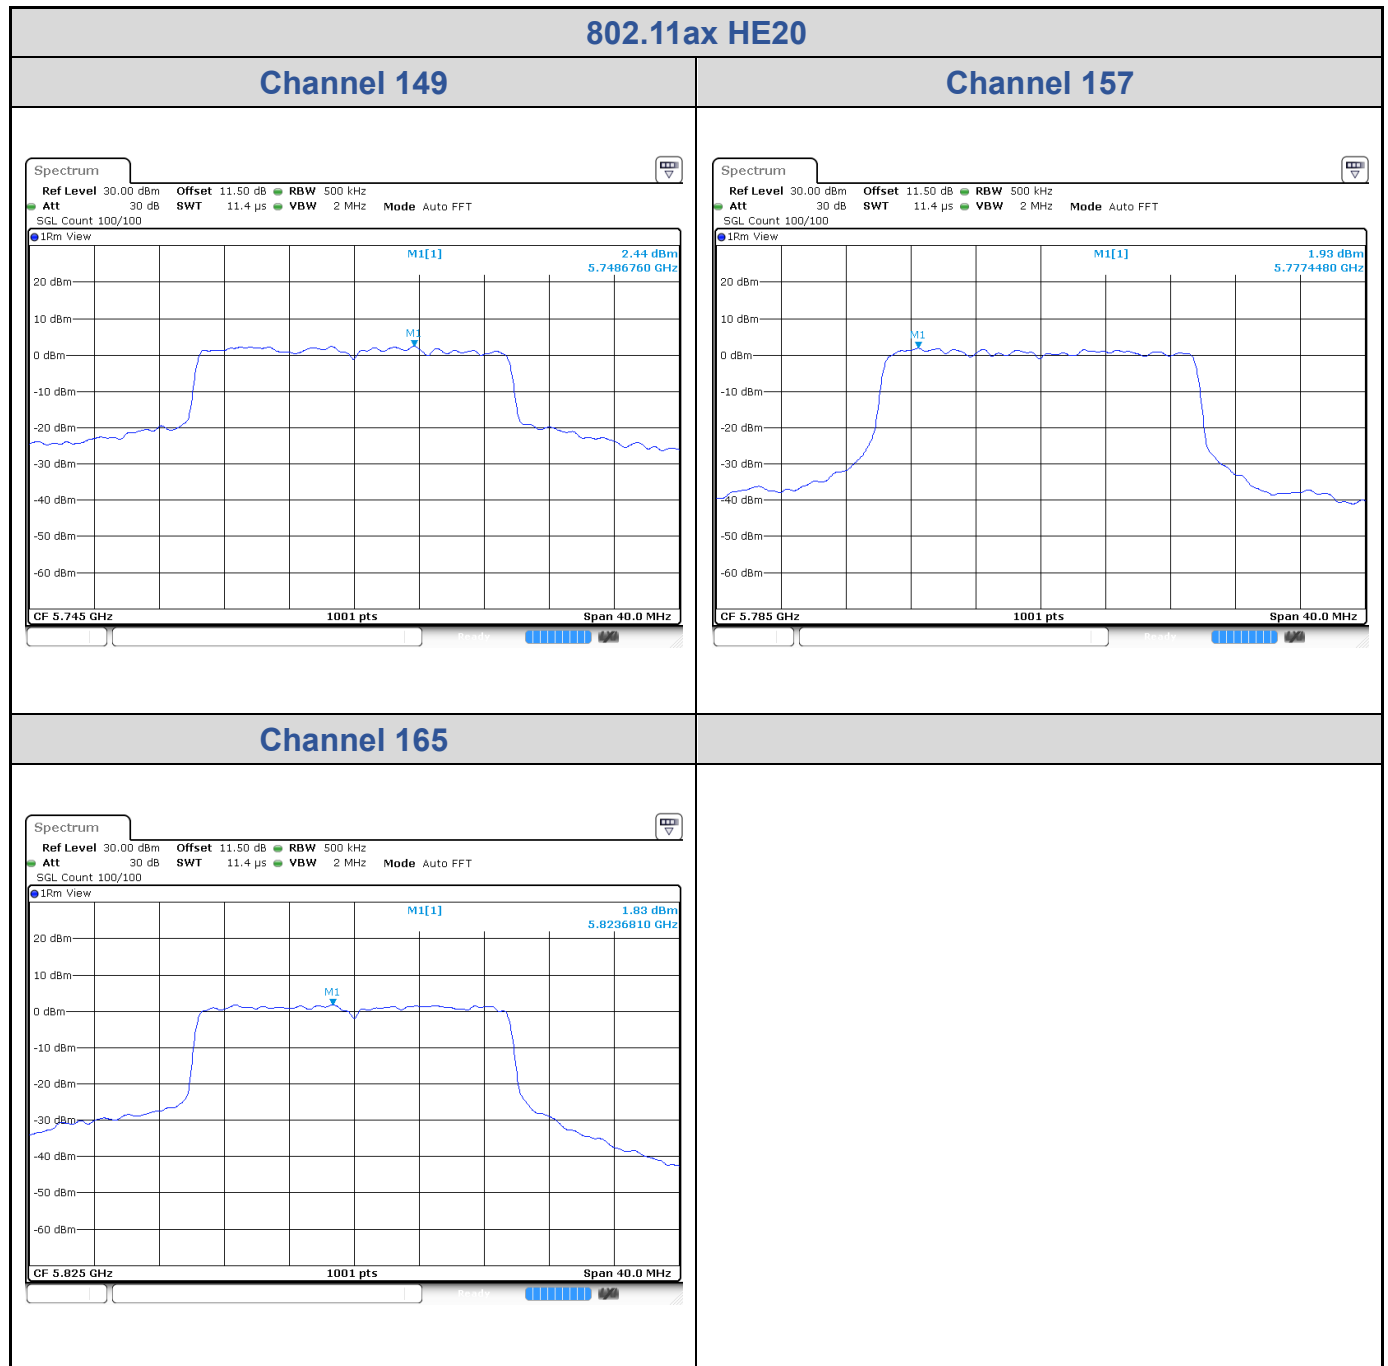 802.11ax HE20
Channel 149
Spectrum
Ref Level 30.00 dBm Offset 11.50 dB RBW 500 kHz
Att 30 dB SWT 11.4 µs VBW 2 MHz Mode Auto FFT
SGL Count 100/100
1Rm View
M1[1] 2.44 dBm
5.7486760 GHz
20 dBm
10 dBm
M1
0 dBm
-10 dBm
-20 dBm
-30 dBm
-40 dBm
-50 dBm
-60 dBm
CF 5.745 GHz 1001 pts Span 40.0 MHz
Ready
Channel 157
Spectrum
Ref Level 30.00 dBm Offset 11.50 dB RBW 500 kHz
Att 30 dB SWT 11.4 µs VBW 2 MHz Mode Auto FFT
SGL Count 100/100
1Rm View
M1[1] 1.93 dBm
5.7774480 GHz
20 dBm
10 dBm
M1
0 dBm
-10 dBm
-20 dBm
-30 dBm
-40 dBm
-50 dBm
-60 dBm
CF 5.785 GHz 1001 pts Span 40.0 MHz
Ready
Channel 165
Spectrum
Ref Level 30.00 dBm Offset 11.50 dB RBW 500 kHz
Att 30 dB SWT 11.4 µs VBW 2 MHz Mode Auto FFT
SGL Count 100/100
1Rm View
M1[1] 1.83 dBm
5.8236810 GHz
20 dBm
10 dBm
M1
0 dBm
-10 dBm
-20 dBm
-30 dBm
-40 dBm
-50 dBm
-60 dBm
CF 5.825 GHz 1001 pts Span 40.0 MHz
Ready